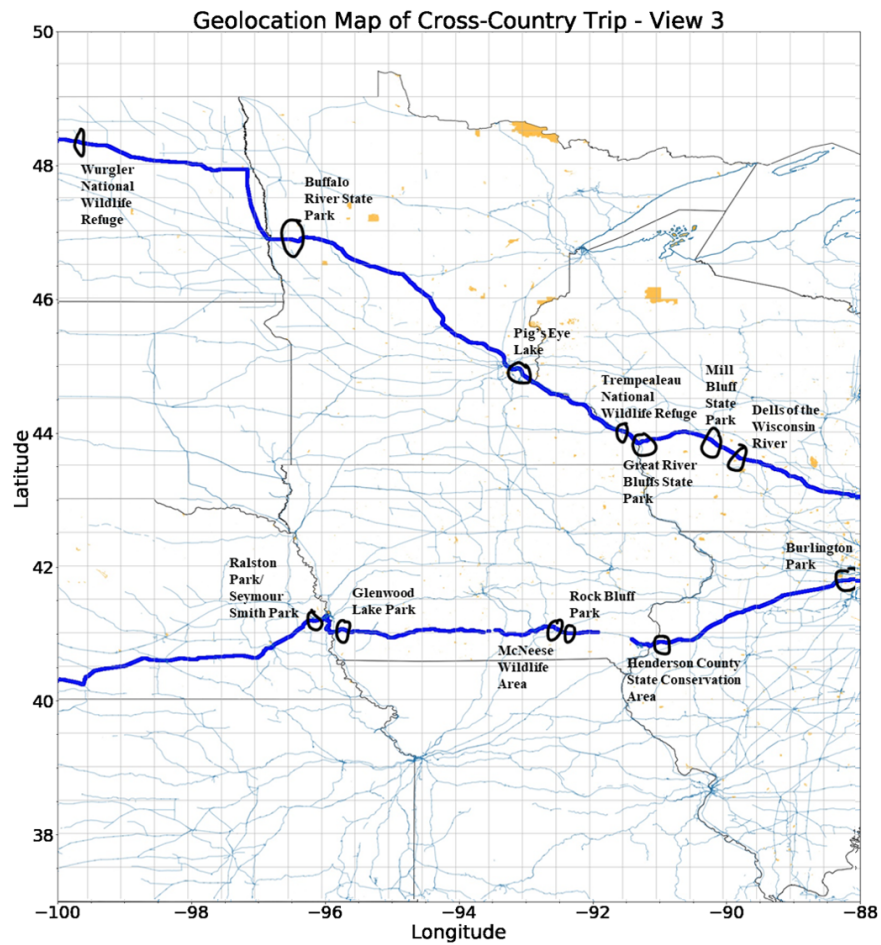 Geolocation Map of Cross-Country Trip - View 3
50
48
46
44
42
40
38
Latitude
Wurgler
National
Wildlife
Refuge
Buffalo
River State
Park
Pig's Eye
Lake
Trempealeau
National
Wildlife Refuge
Mill
Bluff
State
Park
Dells of the
Wisconsin
River
Great River
Bluffs State
Park
Burlington
Park
Ralston
Park/
Seymour
Smith Park
Glenwood
Lake Park
Rock Bluff
Park
McNeese
Wildlife
Area
Henderson County
State Conservation
Area
−100 −98 −96 −94 −92 −90 −88
Longitude